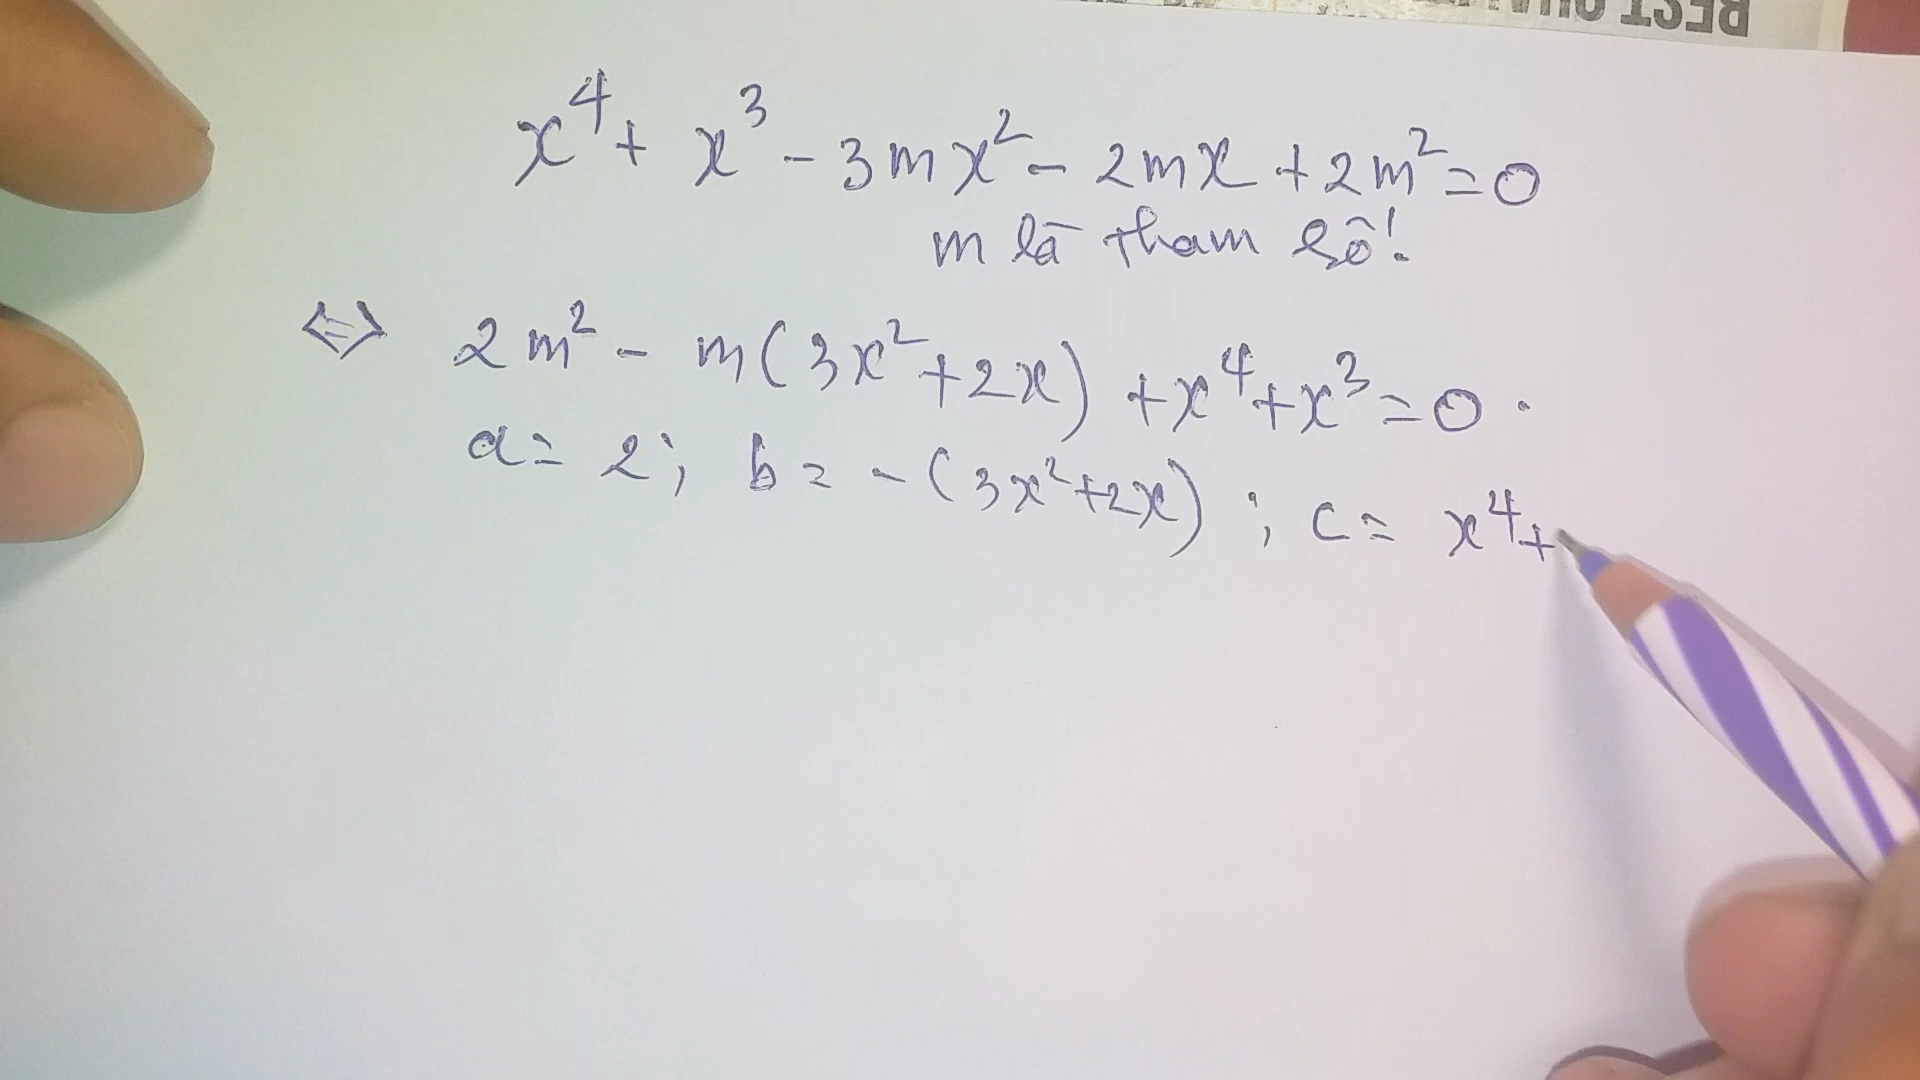 BEST
x⁴ + x³ - 3mx² - 2mx + 2m² = 0
m là tham số!
⇔ 2m² - m(3x² + 2x) + x⁴ + x³ = 0.
a = 2; b = -(3x² + 2x); c = x⁴ +